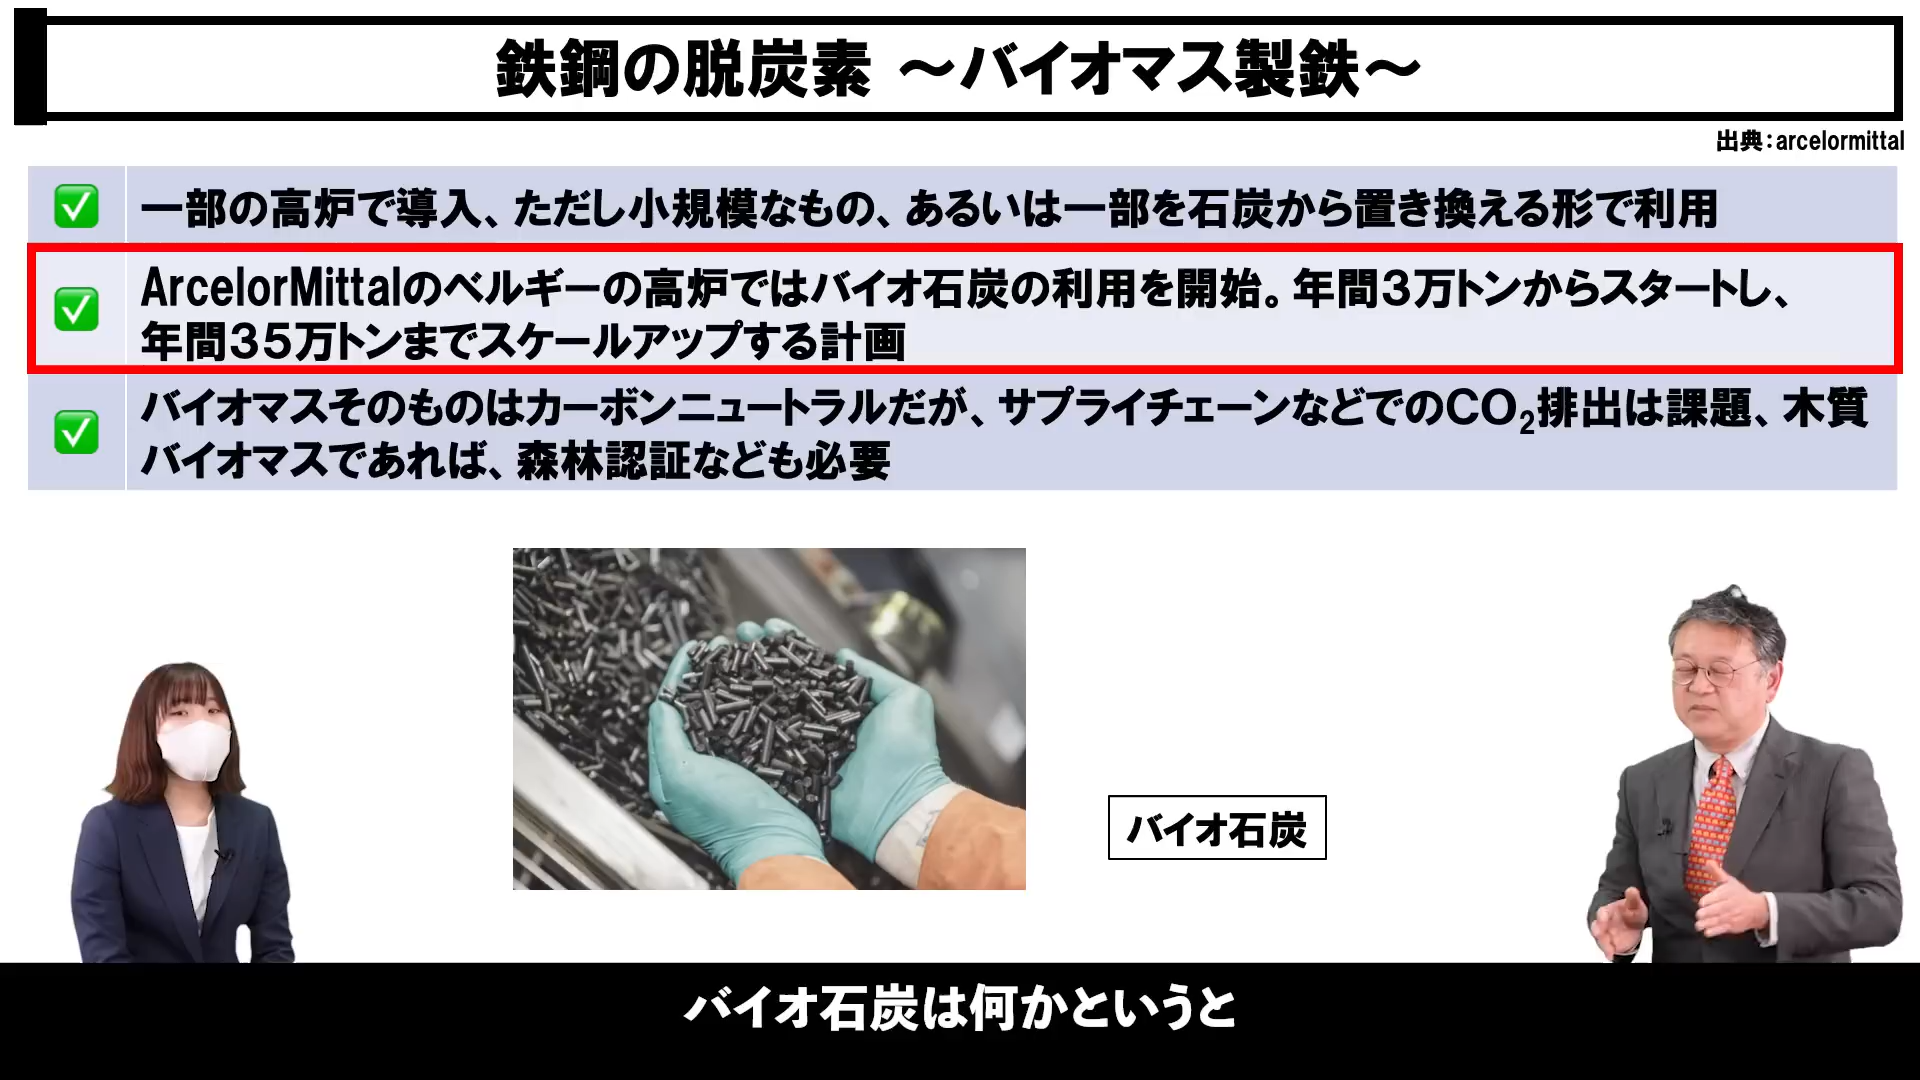 鉄鋼の脱炭素 ～バイオマス製鉄～
出典：arcelormittal
一部の高炉で導入、ただし小規模なもの、あるいは一部を石炭から置き換える形で利用
ArcelorMittalのベルギーの高炉ではバイオ石炭の利用を開始。年間３万トンからスタートし、
年間３５万トンまでスケールアップする計画
バイオマスそのものはカーボンニュートラルだが、サプライチェーンなどでのCO₂排出は課題、木質
バイオマスであれば、森林認証なども必要
バイオ石炭
バイオ石炭は何かというと